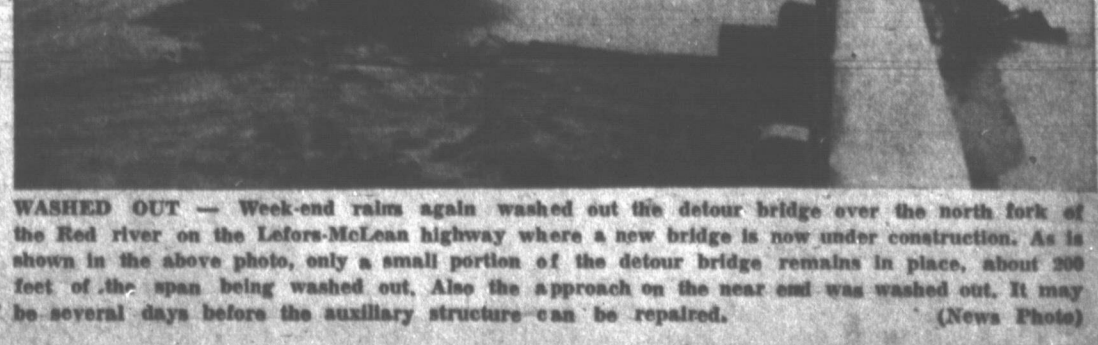 WASHED OUT — Week-end rains again washed out the detour bridge over the north fork of
the Red river on the Lefors-McLean highway where a new bridge is now under construction. As is
shown in the above photo, only a small portion of the detour bridge remains in place, about 200
feet of the span being washed out. Also the approach on the near end was washed out. It may
be several days before the auxiliary structure can be repaired. (News Photo)